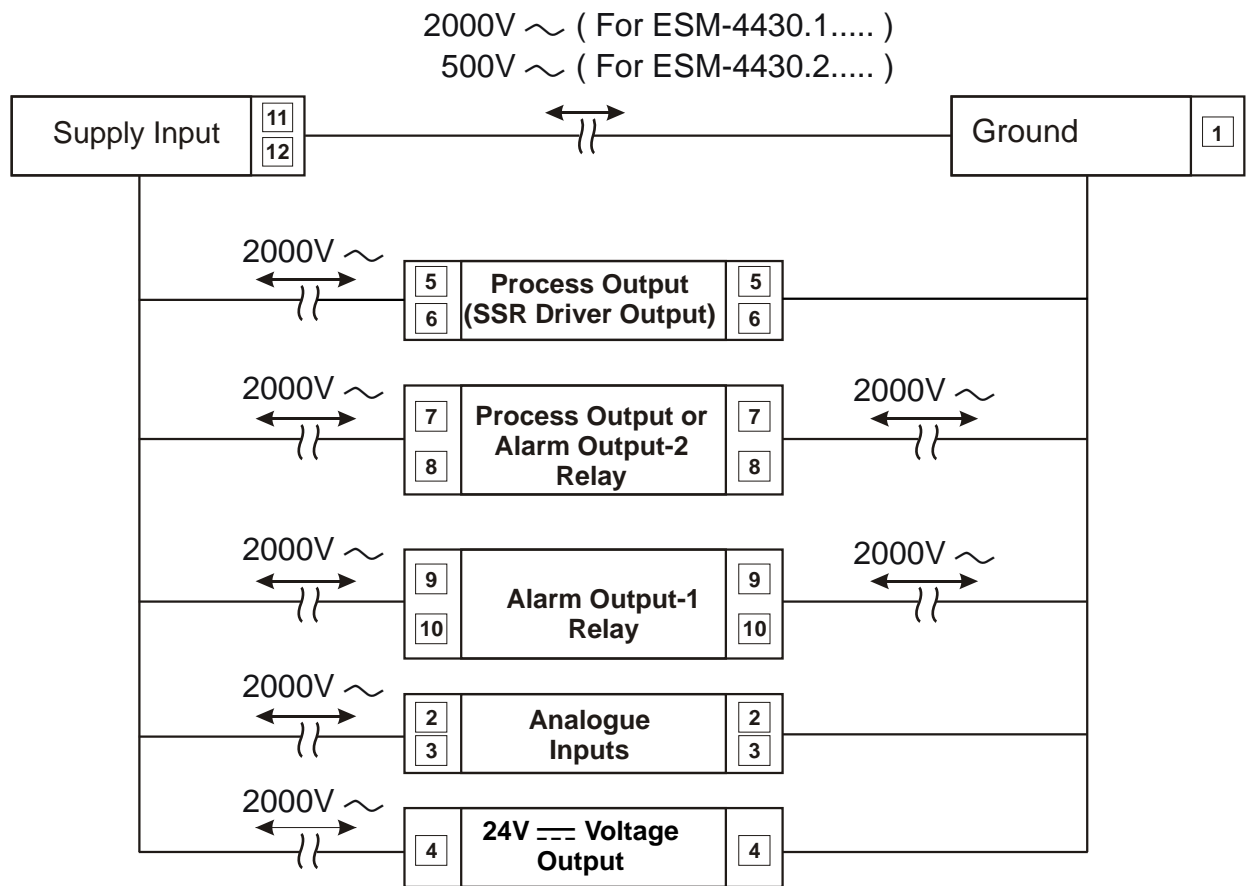 2000V ~ ( For ESM-4430.1..... )
500V ~ ( For ESM-4430.2..... )
Supply Input
11
12
Ground
1
2000V ~
5
6
Process Output
(SSR Driver Output)
5
6
2000V ~
7
8
Process Output or
Alarm Output-2
Relay
7
8
2000V ~
2000V ~
9
10
Alarm Output-1
Relay
9
10
2000V ~
2000V ~
2
3
Analogue
Inputs
2
3
2000V ~
4
24V ⎓ Voltage
Output
4